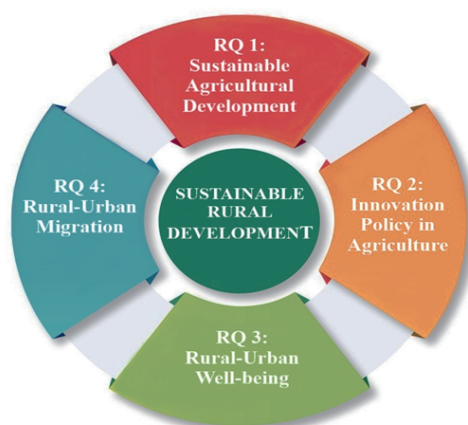 RQ 1:
Sustainable
Agricultural
Development
RQ 2:
Innovation
Policy in
Agriculture
RQ 3:
Rural-Urban
Well-being
RQ 4:
Rural-Urban
Migration
SUSTAINABLE
RURAL
DEVELOPMENT